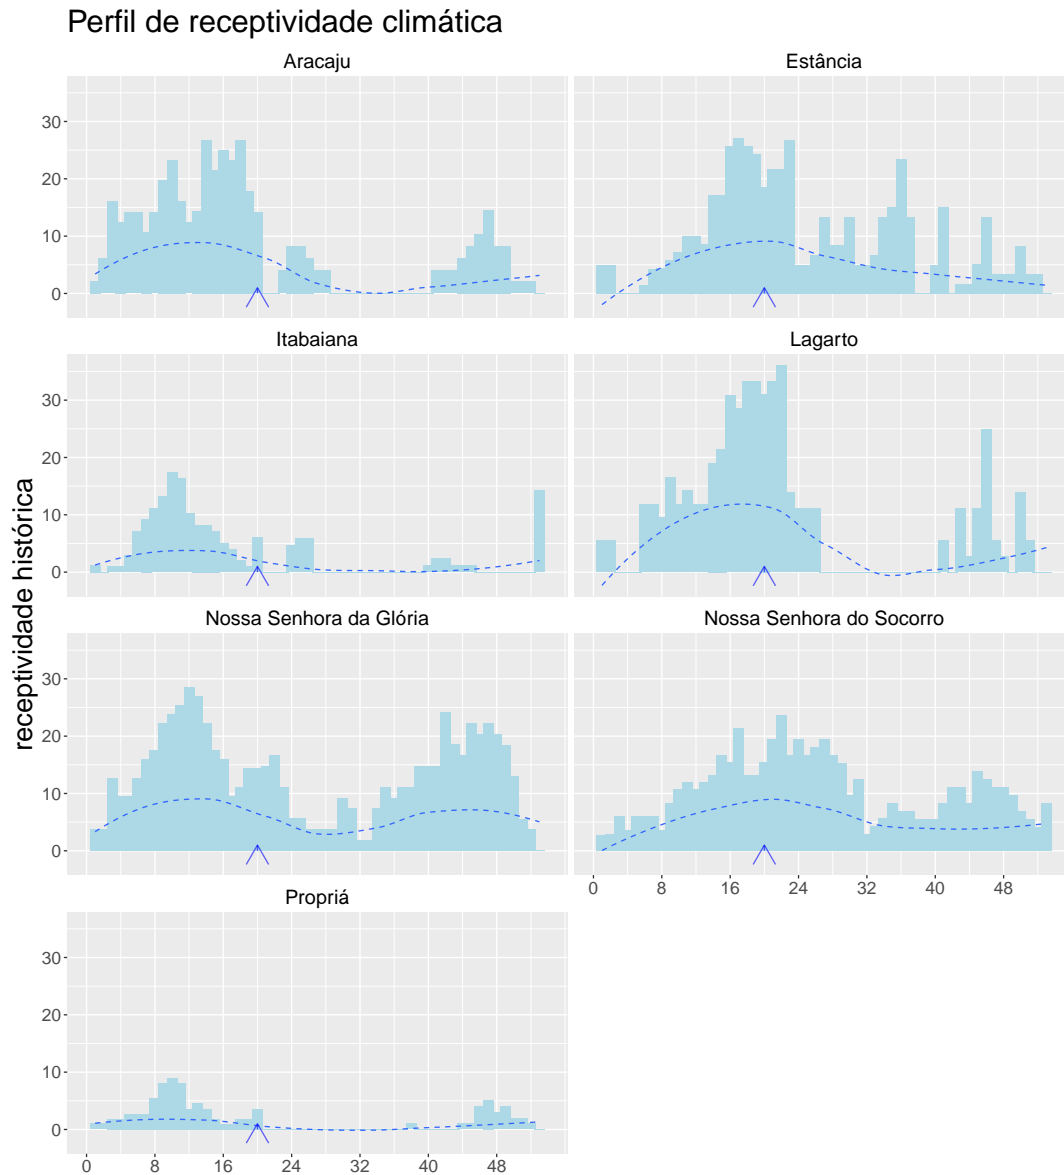 Perfil de receptividade climática
Aracaju
Estância
30
20
10
0
Itabaiana
Lagarto
30
20
10
0
receptividade histórica
Nossa Senhora da Glória
Nossa Senhora do Socorro
30
20
10
0
0 8 16 24 32 40 48
Propriá
30
20
10
0
0 8 16 24 32 40 48